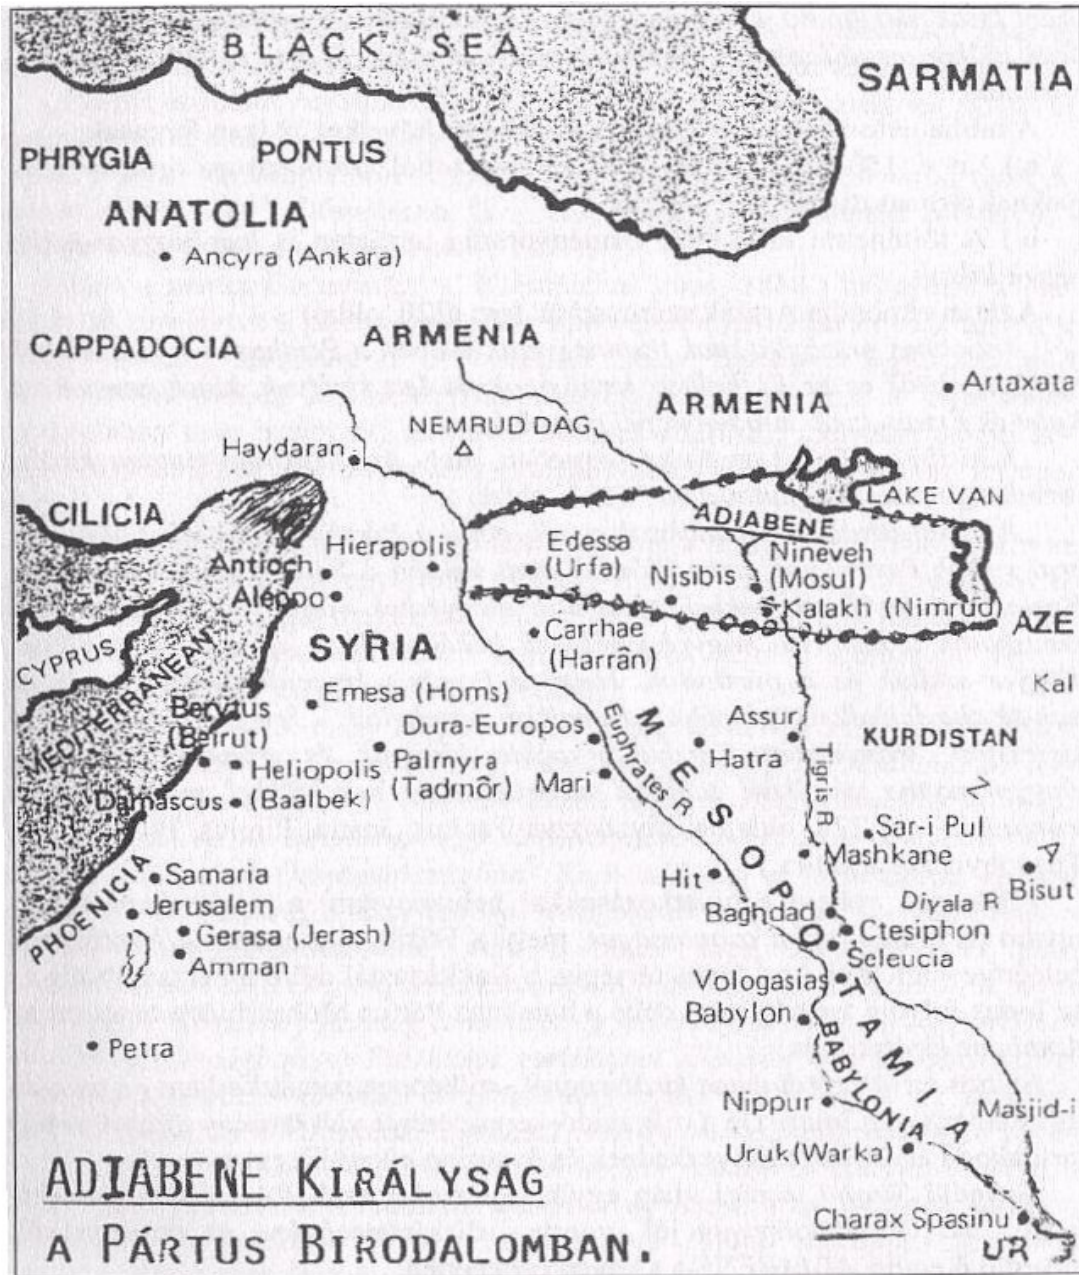 BLACK SEA
SARMATIA
PHRYGIA
PONTUS
ANATOLIA
Ancyra (Ankara)
CAPPADOCIA
ARMENIA
Artaxata
ARMENIA
NEMRUD DAG
Haydaran
LAKE VAN
CILICIA
ADIABENE
Hierapolis
Edessa
(Urfa)
Nineveh
(Mosul)
Antioch
Nisibis
Aleppo
Kalakh (Nimrud)
AZE
Carrhae
(Harrân)
SYRIA
CYPRUS
MEDITERRANEAN
Emesa (Homs)
Kal
Berytus
(Beirut)
Dura-Europos
Euphrates R
MESOPOTAMIA
Assur
KURDISTAN
Hatra
Tigris R
Palmyra
(Tadmôr)
Mari
Heliopolis
(Baalbek)
Damascus
Sar-i Pul
Mashkane
Hit
Bisut
PHOENICIA
Samaria
Jerusalem
Diyala R
Baghdad
Ctesiphon
Gerasa (Jerash)
Seleucia
Amman
Vologasias
Babylon
BABYLONIA
Petra
Nippur
Masjid-i
Uruk (Warka)
ADIABENE KIRÁLYSÁG
A PÁRTUS BIRODALOMBAN.
Charax Spasinu
UR